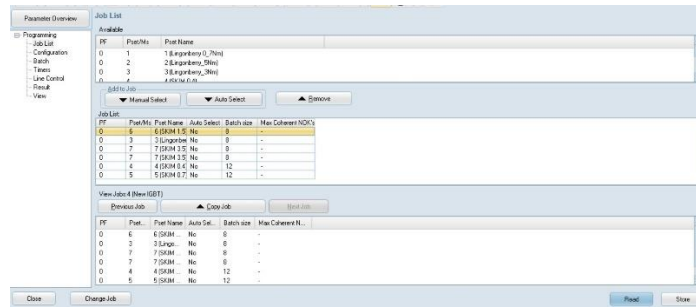 Parameter Overview
Programming
Job List
Configuration
Batch
Timers
Line Control
Result
View
Job List
Available
PF Pset/Ms Pset Name
0 1 1 (Lingonberry 0_7Nm)
0 2 2 (Lingonberry_5Nm)
0 3 3 (Lingonberry_3Nm)
0 4 4 (SKIM 0.4)
Add to Job
Manual Select Auto Select Remove
Job List
PF Pset/Ms Pset Name Auto Select Batch size Max Coherent NOK's
0 6 6 (SKIM 1.5) No 8 -
0 3 3 (Lingonber No 8 -
0 7 7 (SKIM 3.5) No 8 -
0 7 7 (SKIM 3.5) No 8 -
0 4 4 (SKIM 0.4) No 12 -
0 5 5 (SKIM 0.7) No 12 -
View Jobs:4 (New IGBT)
Previous Job Copy Job Next Job
PF Pset... Pset Name Auto Sel... Batch size Max Coherent N...
0 6 6 (SKIM ... No 8 -
0 3 3 (Lingo... No 8 -
0 7 7 (SKIM ... No 8 -
0 7 7 (SKIM ... No 8 -
0 4 4 (SKIM ... No 12 -
0 5 5 (SKIM ... No 12 -
Close Change Job Read Store